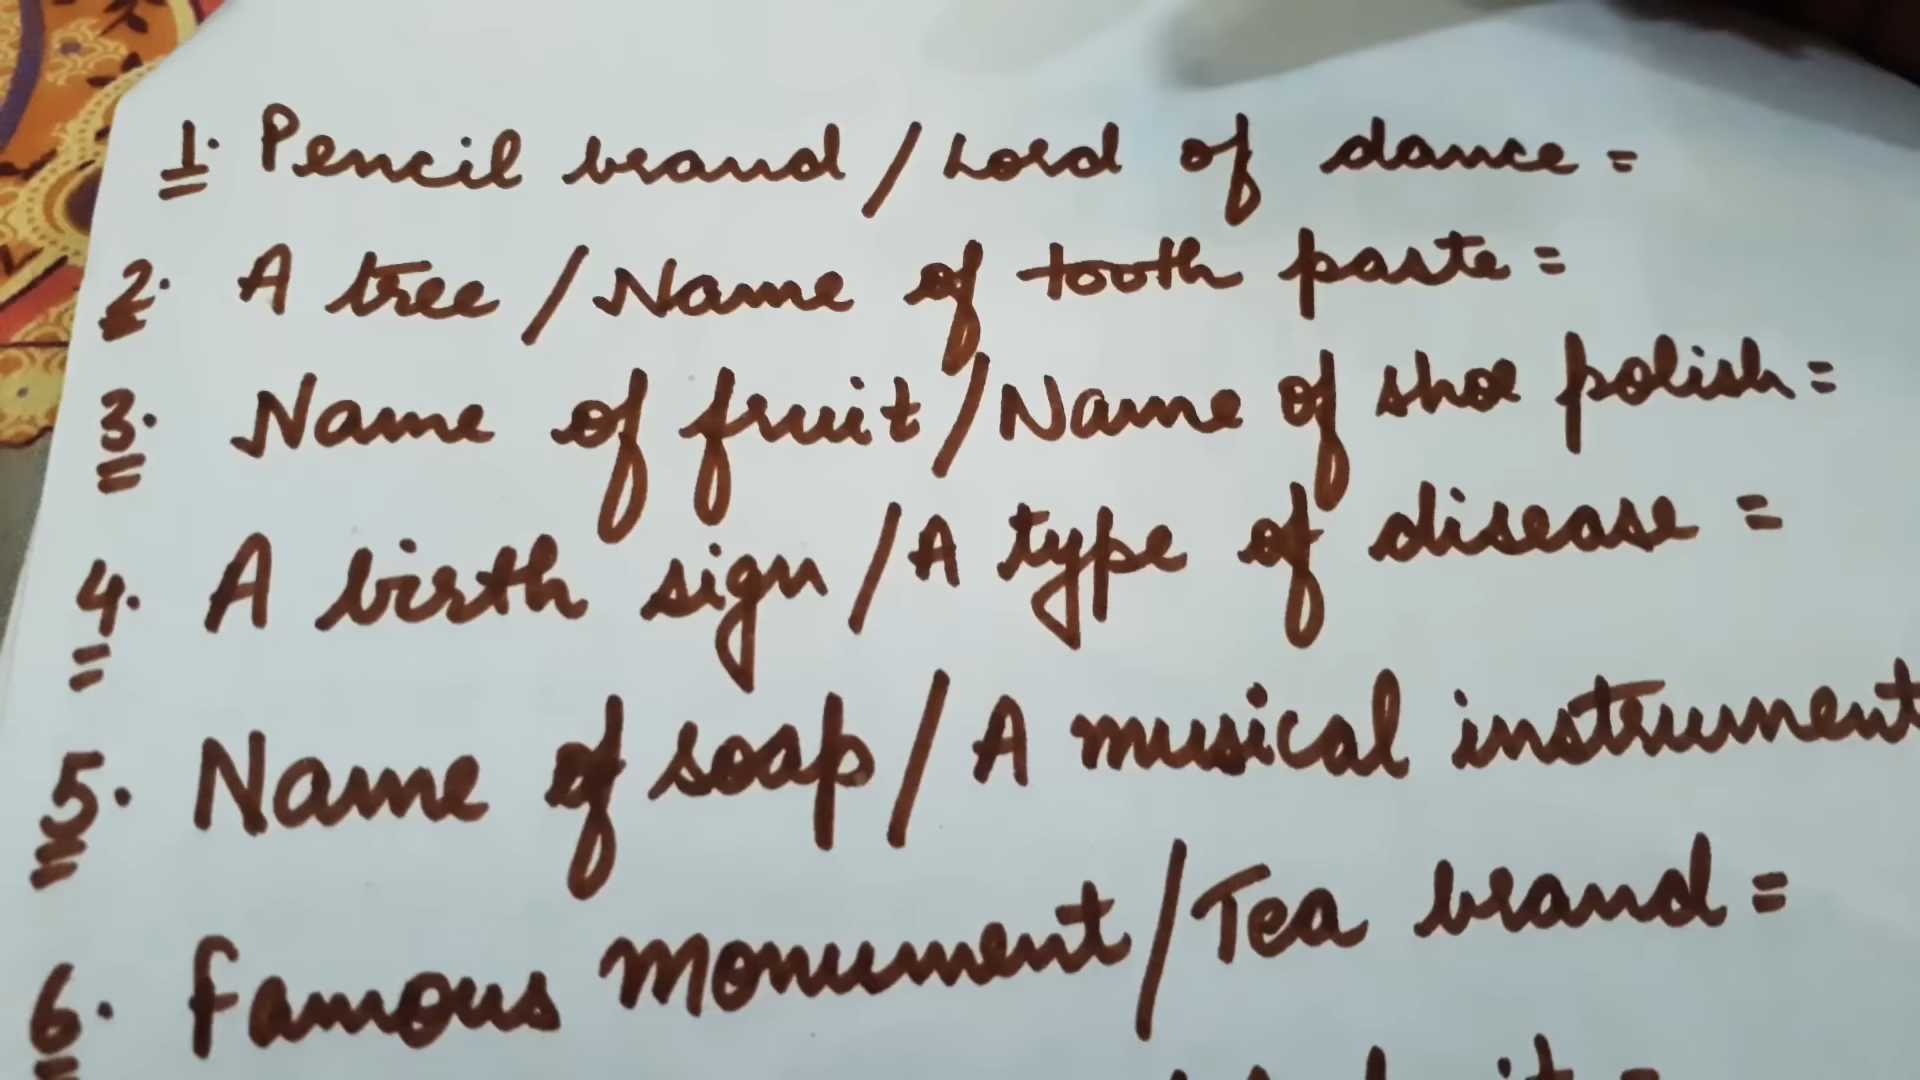 1. Pencil brand / Lord of dance =
2. A tree / Name of tooth paste =
3. Name of fruit / Name of shoe polish =
4. A birth sign / A type of disease =
5. Name of soap / A musical instrument
6. Famous monument / Tea brand =